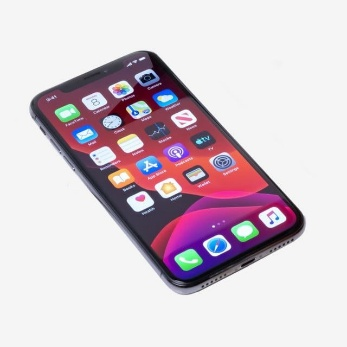 9:41
FaceTime
Calendar
Photos
Camera
Mail
Clock
Maps
Weather
Reminders
Notes
Stocks
News
Books
App Store
Podcasts
TV
Health
Home
Wallet
Settings